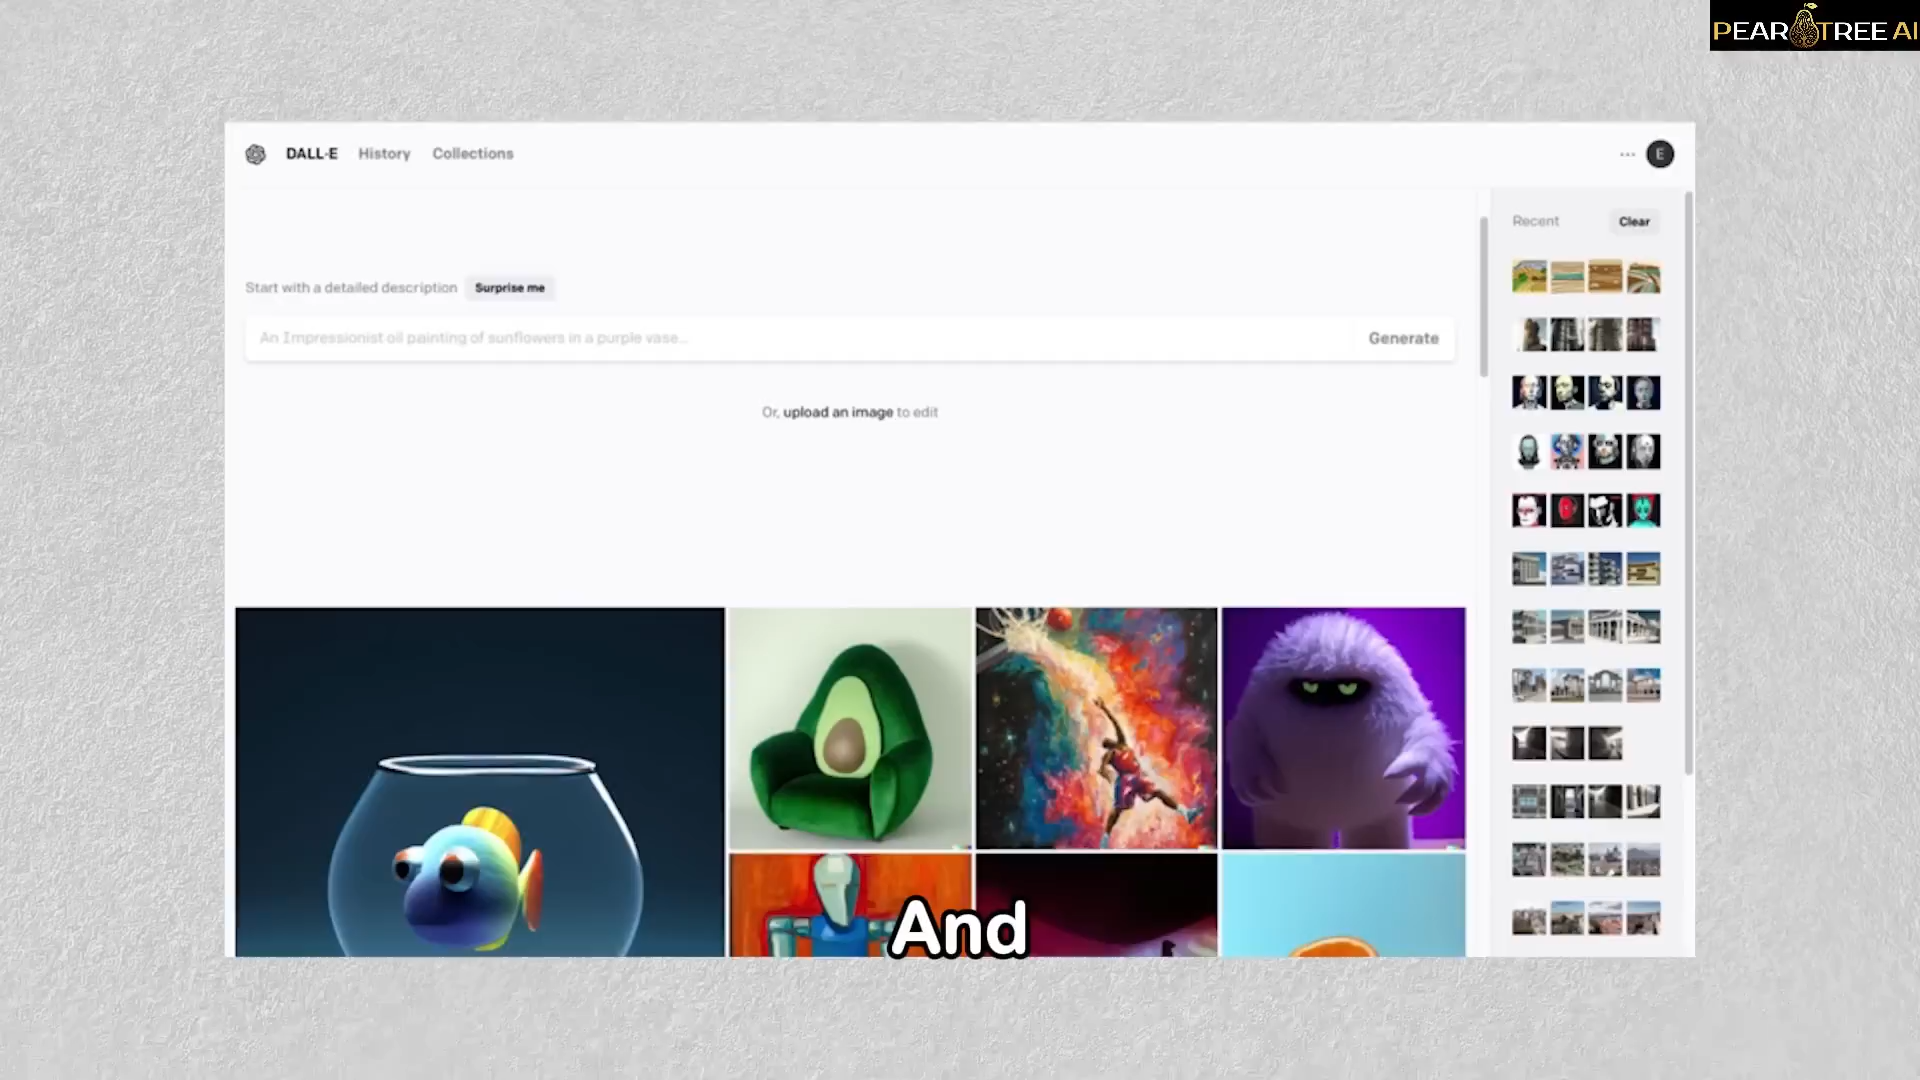 PEAR TREE AI
DALL·E History Collections
··· E
Recent Clear
Start with a detailed description Surprise me
An Impressionist oil painting of sunflowers in a purple vase...
Generate
Or, upload an image to edit
And